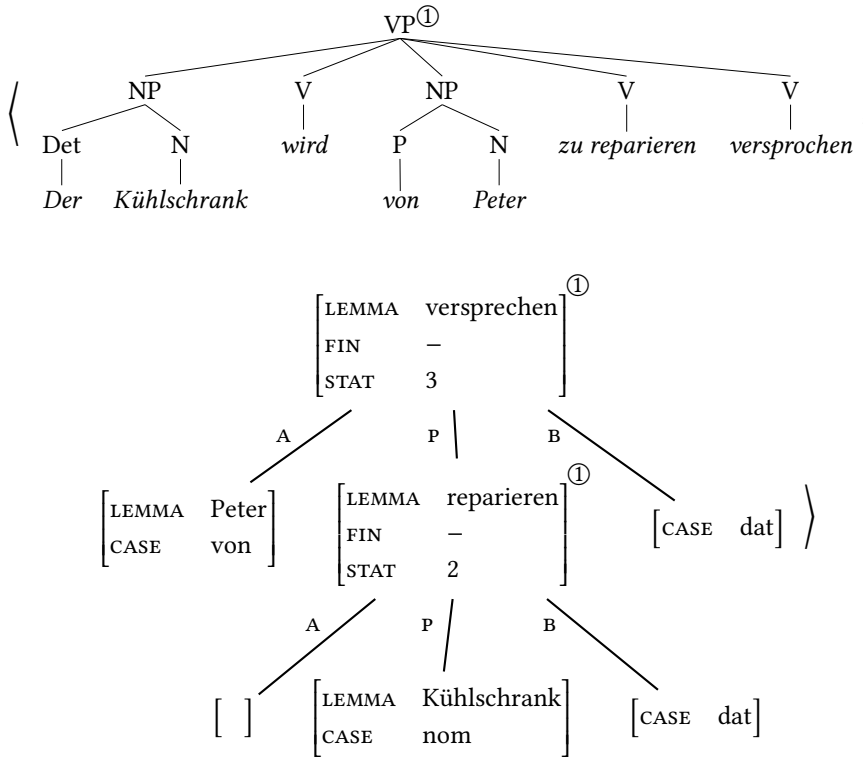 VP①
⟨ NP V NP V V
Det N wird P N zu reparieren versprochen
Der Kühlschrank von Peter
[LEMMA versprechen]①
FIN –
STAT 3
A P B
[LEMMA Peter]
CASE von
[LEMMA reparieren]①
FIN –
STAT 2
[CASE dat] ⟩
A P B
[ ]
[LEMMA Kühlschrank]
CASE nom
[CASE dat]